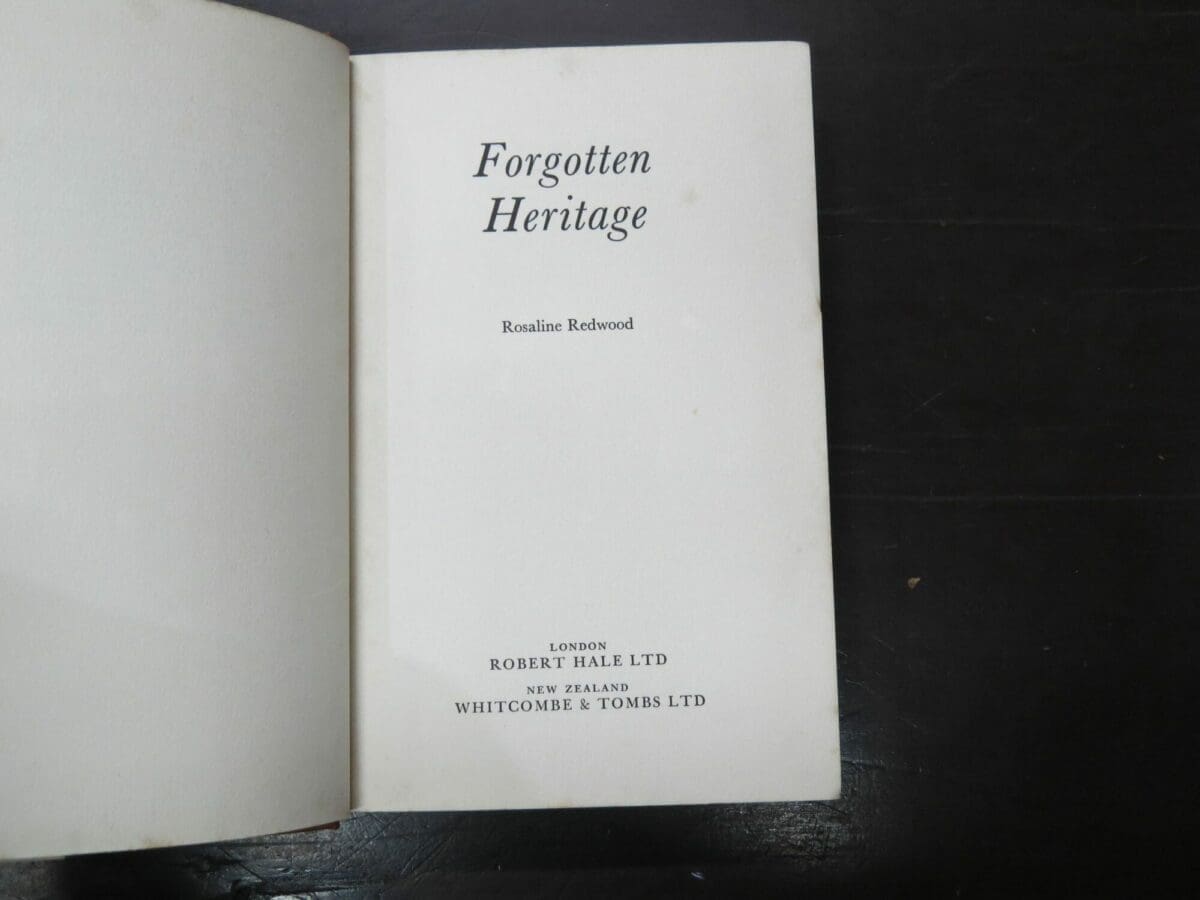 Forgotten
Heritage
Rosaline Redwood
LONDON
ROBERT HALE LTD
NEW ZEALAND
WHITCOMBE & TOMBS LTD